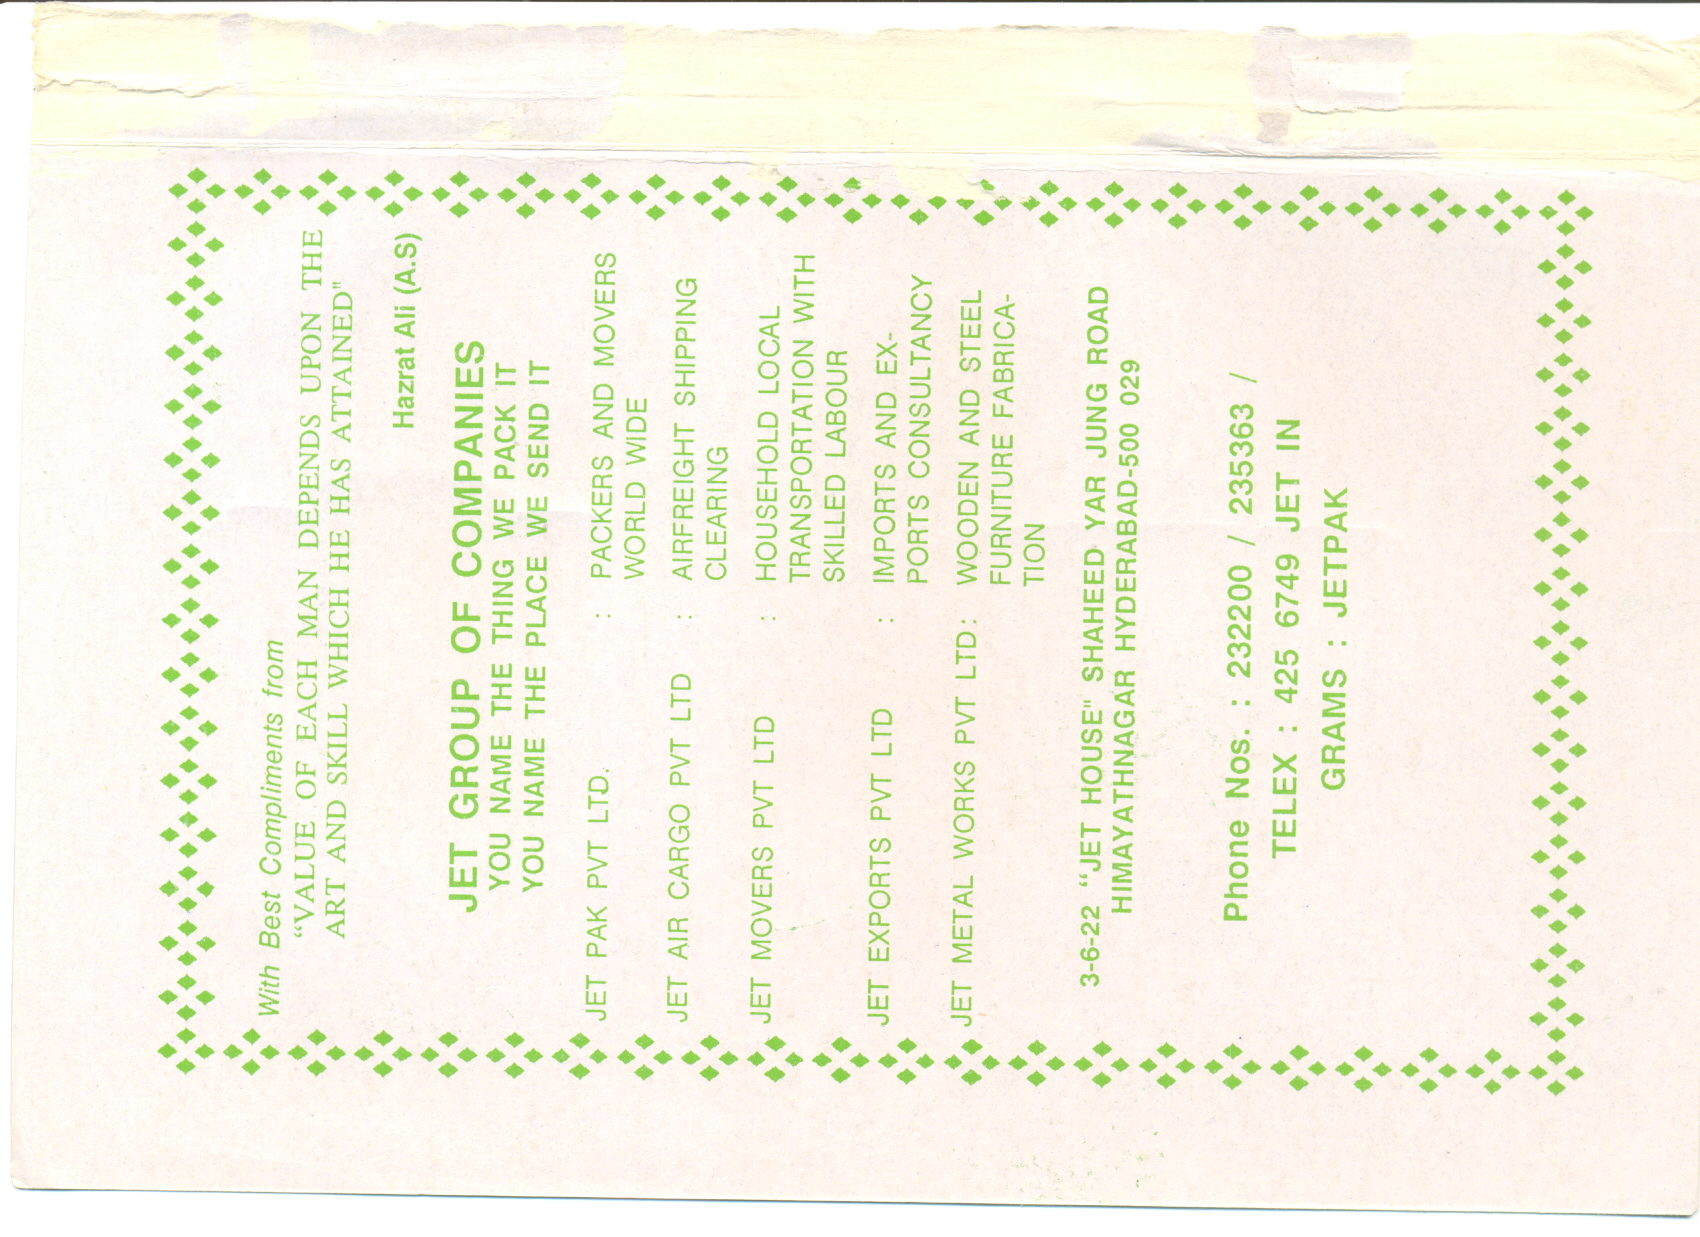 With Best Compliments from
“VALUE OF EACH MAN DEPENDS UPON THE
ART AND SKILL WHICH HE HAS ATTAINED"
Hazrat Ali (A.S)
JET GROUP OF COMPANIES
YOU NAME THE THING WE PACK IT
YOU NAME THE PLACE WE SEND IT
JET PAK PVT LTD. : PACKERS AND MOVERS
WORLD WIDE
JET AIR CARGO PVT LTD : AIRFREIGHT SHIPPING
CLEARING
JET MOVERS PVT LTD : HOUSEHOLD LOCAL
TRANSPORTATION WITH
SKILLED LABOUR
JET EXPORTS PVT LTD : IMPORTS AND EX-
PORTS CONSULTANCY
JET METAL WORKS PVT LTD: WOODEN AND STEEL
FURNITURE FABRICA-
TION
3-6-22 “JET HOUSE" SHAHEED YAR JUNG ROAD
HIMAYATHNAGAR HYDERABAD-500 029
Phone Nos. : 232200 / 235363 /
TELEX : 425 6749 JET IN
GRAMS : JETPAK